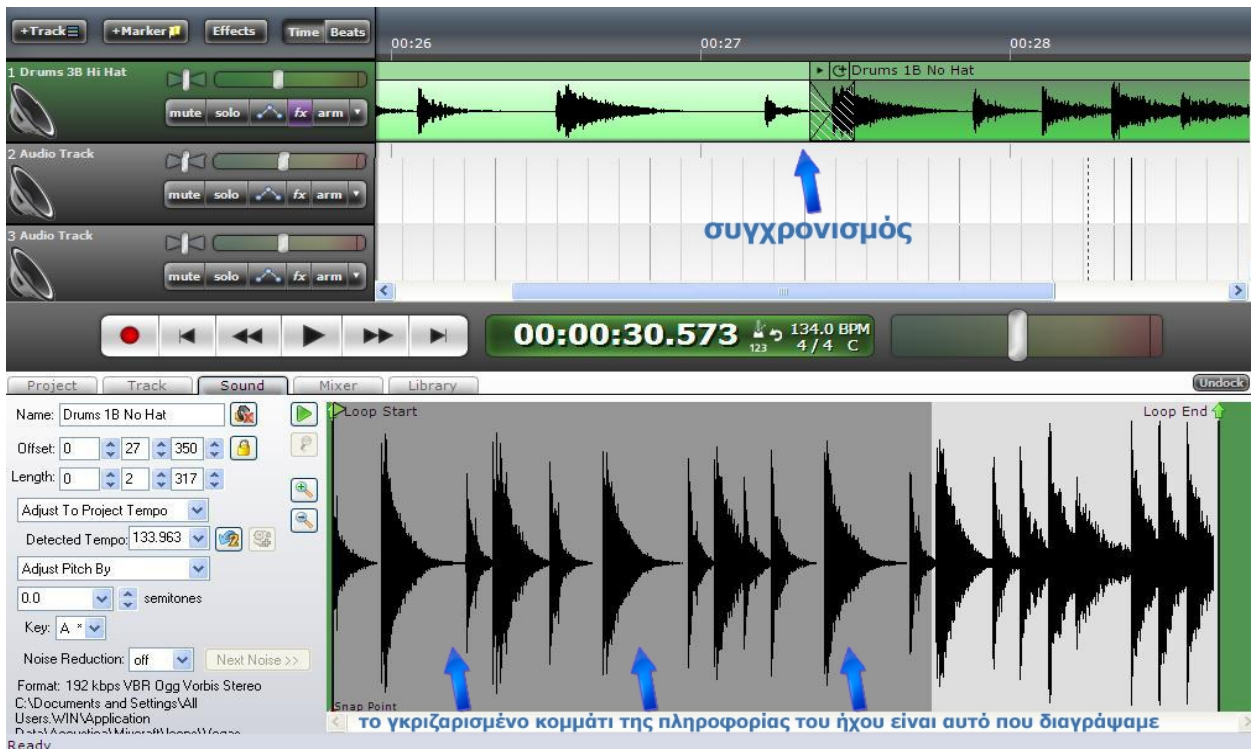 +Track +Marker Effects Time Beats
00:26 00:27 00:28
1 Drums 3B Hi Hat
Drums 1B No Hat
mute solo fx arm
2 Audio Track
mute solo fx arm
συγχρονισμός
3 Audio Track
mute solo fx arm
00:00:30.573
123
134.0 BPM
4/4 C
Project Track Sound Mixer Library Undock
Name: Drums 1B No Hat
Loop Start
Loop End
Offset: 0 27 350
Length: 0 2 317
Adjust To Project Tempo
Detected Tempo: 133.963
Adjust Pitch By
0.0 semitones
Key: A *
Noise Reduction: off Next Noise >>
Format: 192 kbps VBR Ogg Vorbis Stereo
C:\Documents and Settings\All
Users.WIN\Application
Snap Point
το γκριζαρισμένο κομμάτι της πληροφορίας του ήχου είναι αυτό που διαγράψαμε
Ready